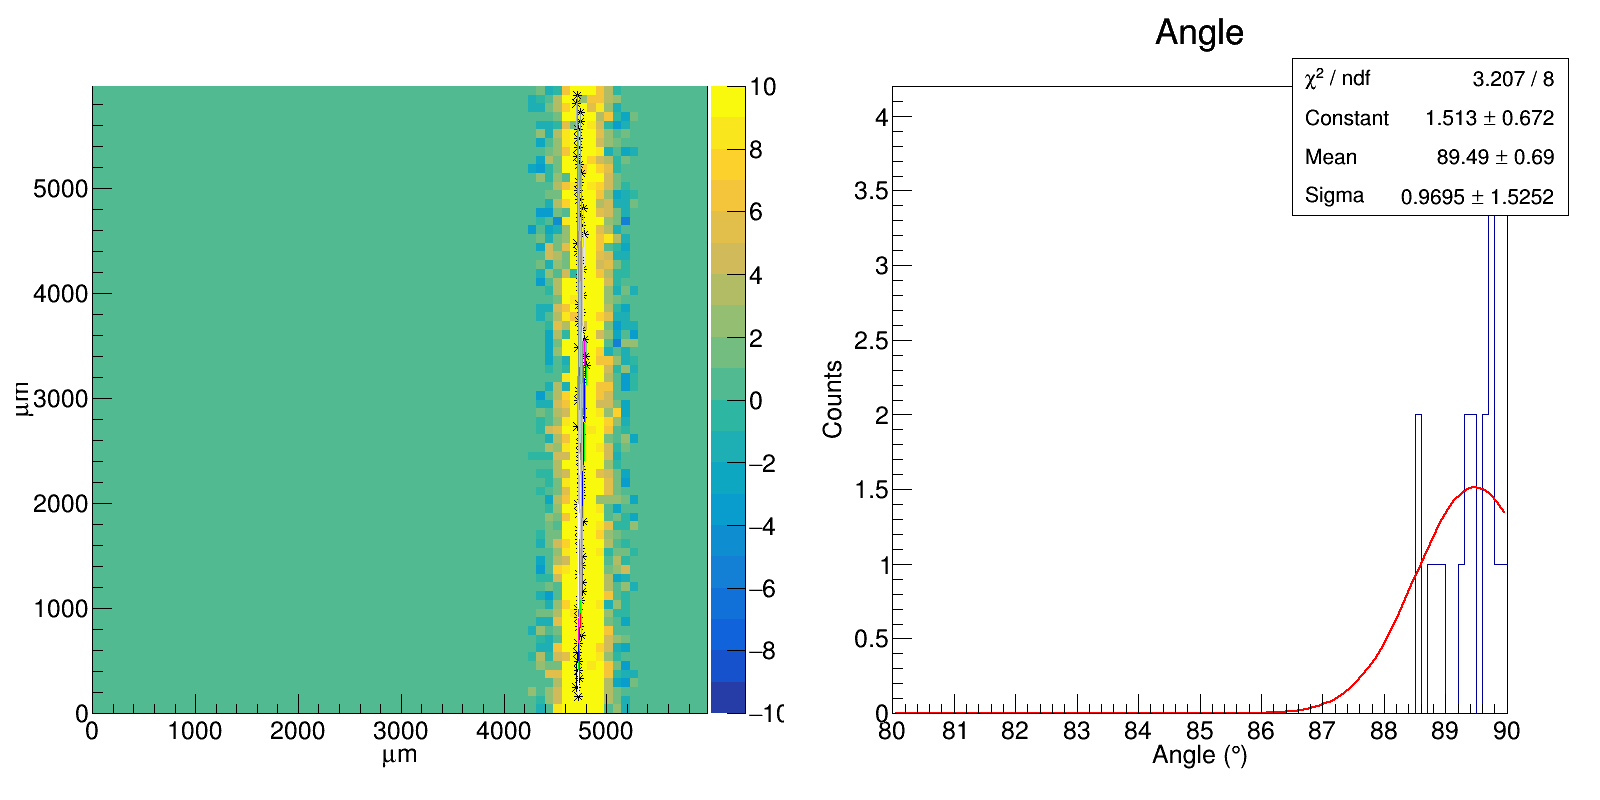 Angle
χ² / ndf 3.207 / 8
Constant 1.513 ± 0.672
Mean 89.49 ± 0.69
Sigma 0.9695 ± 1.5252
10
8
6
4
2
0
−2
−4
−6
−8
−10
5000
4000
3000
2000
1000
0
μm
0 1000 2000 3000 4000 5000
μm
4
3.5
3
2.5
2
1.5
1
0.5
0
Counts
80 81 82 83 84 85 86 87 88 89 90
Angle (°)